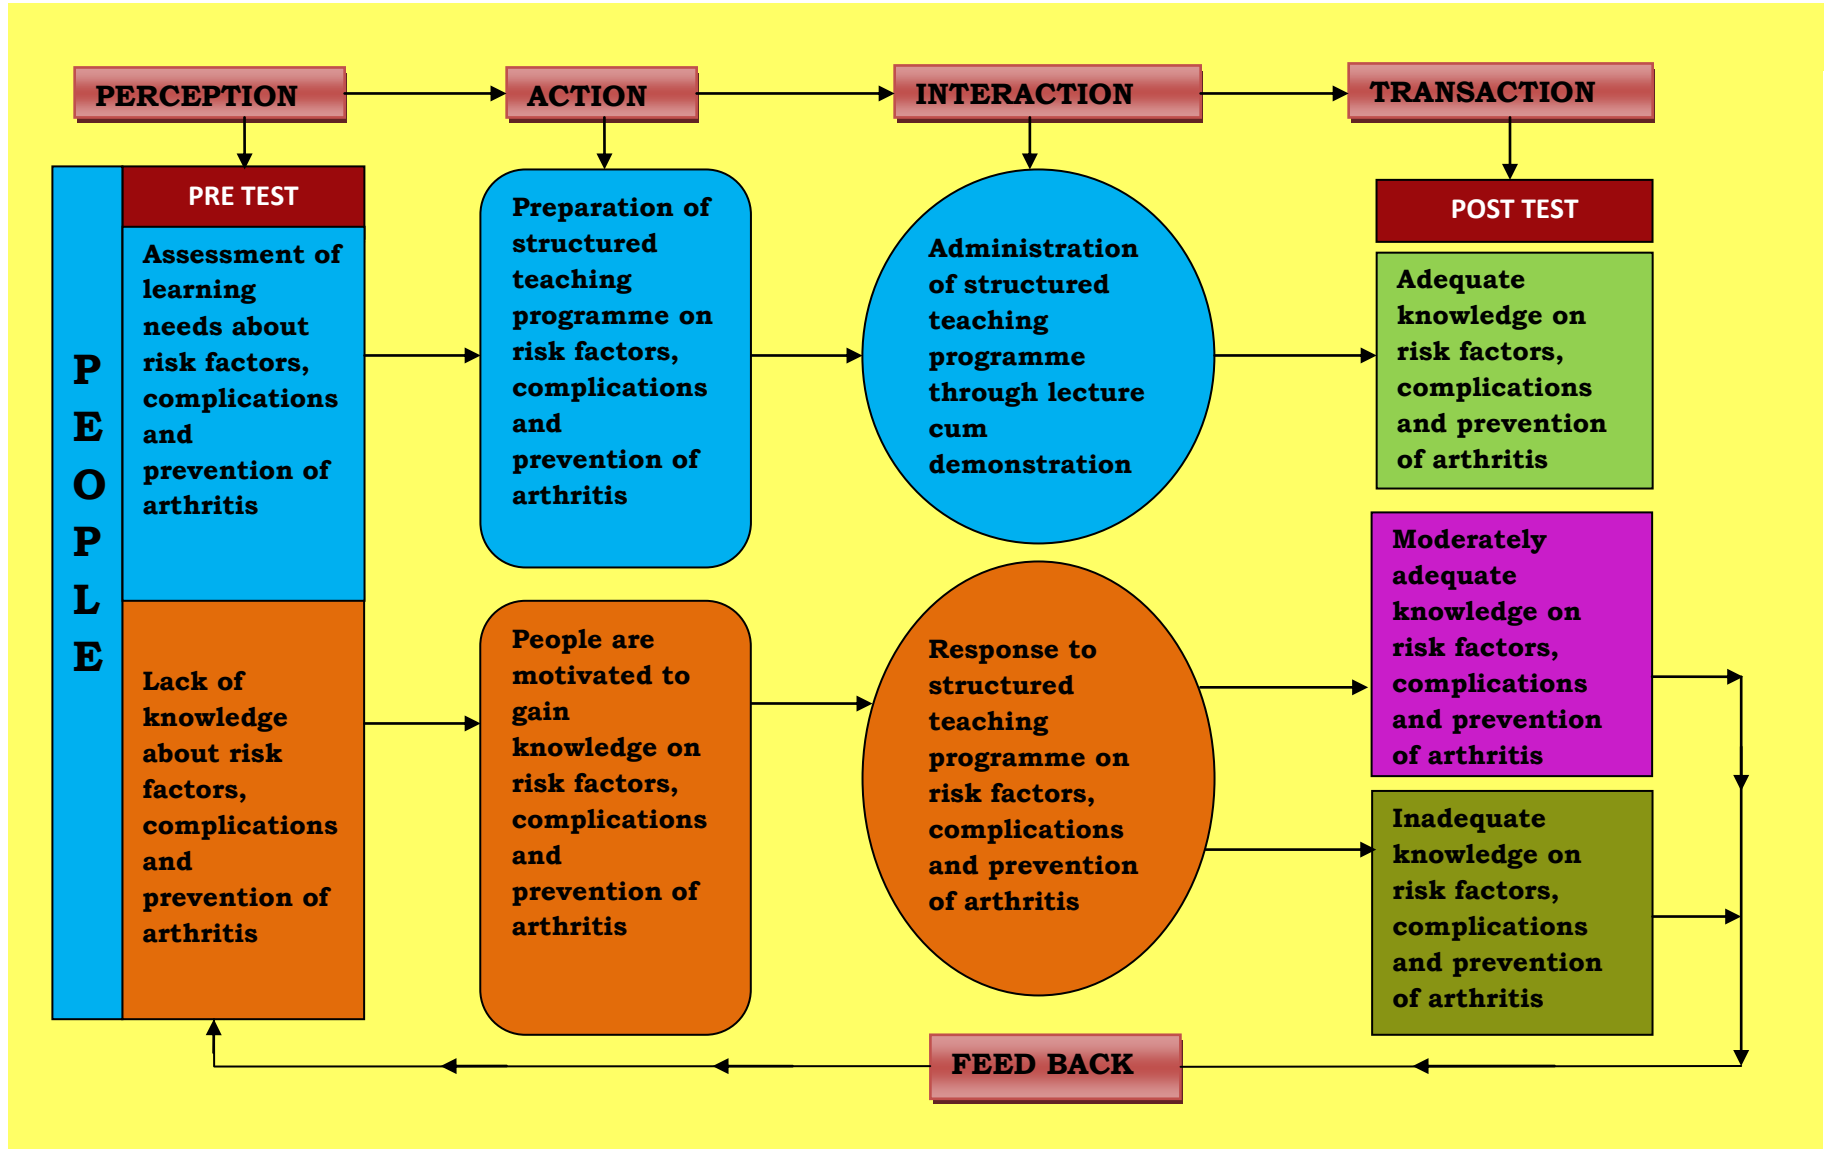 PERCEPTION
ACTION
INTERACTION
TRANSACTION
PEOPLE
PRE TEST
Assessment of
learning
needs about
risk factors,
complications
and
prevention of
arthritis
Lack of
knowledge
about risk
factors,
complications
and
prevention of
arthritis
Preparation of
structured
teaching
programme on
risk factors,
complications
and
prevention of
arthritis
People are
motivated to
gain
knowledge on
risk factors,
complications
and
prevention of
arthritis
Administration
of structured
teaching
programme
through lecture
cum
demonstration
Response to
structured
teaching
programme on
risk factors,
complications
and prevention
of arthritis
POST TEST
Adequate
knowledge on
risk factors,
complications
and prevention
of arthritis
Moderately
adequate
knowledge on
risk factors,
complications
and prevention
of arthritis
Inadequate
knowledge on
risk factors,
complications
and prevention
of arthritis
FEED BACK